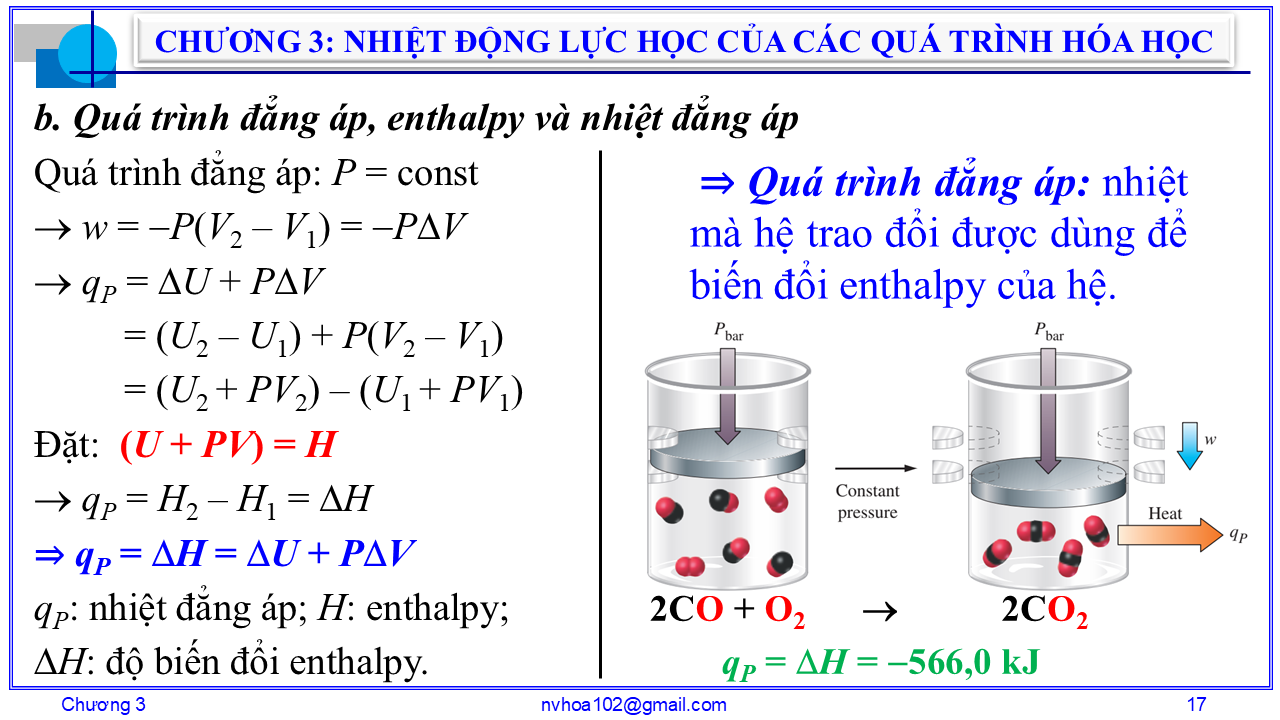 CHƯƠNG 3: NHIỆT ĐỘNG LỰC HỌC CỦA CÁC QUÁ TRÌNH HÓA HỌC
b. Quá trình đẳng áp, enthalpy và nhiệt đẳng áp
Quá trình đẳng áp: P = const
→ w = –P(V₂ – V₁) = –PΔV
→ qₚ = ΔU + PΔV
= (U₂ – U₁) + P(V₂ – V₁)
= (U₂ + PV₂) – (U₁ + PV₁)
Đặt: (U + PV) = H
→ qₚ = H₂ – H₁ = ΔH
⇒ qₚ = ΔH = ΔU + PΔV
qₚ: nhiệt đẳng áp; H: enthalpy;
ΔH: độ biến đổi enthalpy.
⇒ Quá trình đẳng áp: nhiệt
mà hệ trao đổi được dùng để
biến đổi enthalpy của hệ.
Pbar
Pbar
w
Constant
pressure
Heat
qₚ
2CO + O₂ → 2CO₂
qₚ = ΔH = –566,0 kJ
Chương 3
nvhoa102@gmail.com
17